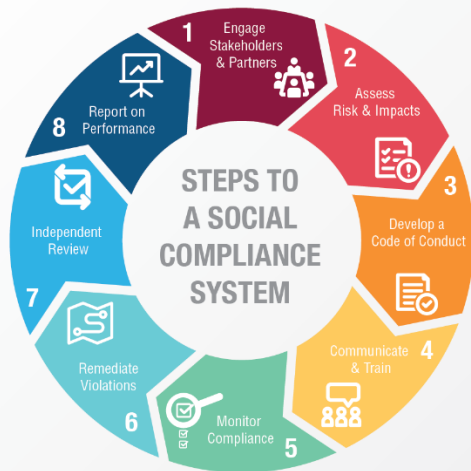 STEPS TO
A SOCIAL
COMPLIANCE
SYSTEM
1
Engage
Stakeholders
& Partners
2
Assess
Risk & Impacts
3
Develop a
Code of Conduct
4
Communicate
& Train
5
Monitor
Compliance
6
Remediate
Violations
7
Independent
Review
8
Report on
Performance